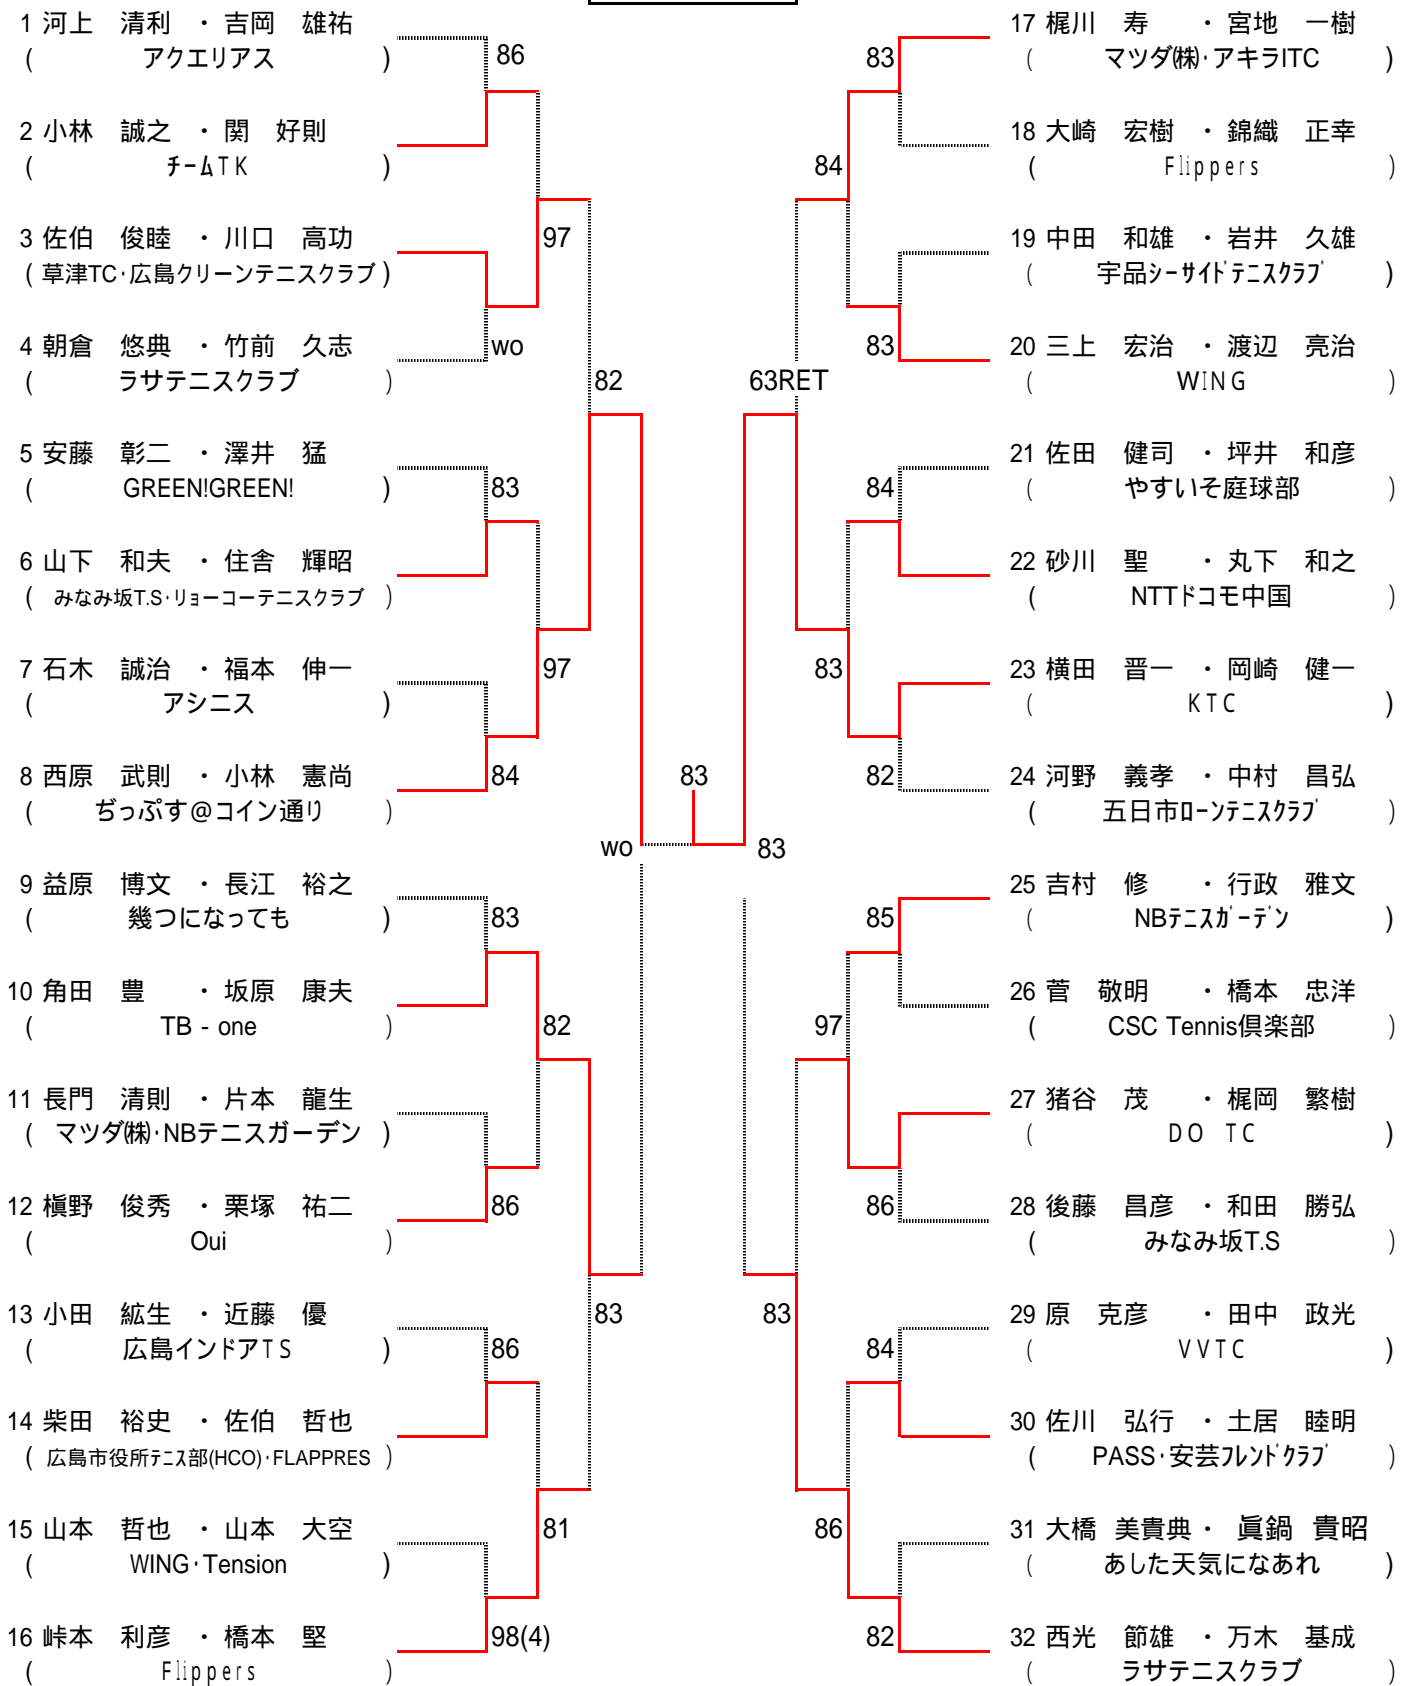 1 河上 清利 ・ 吉岡 雄祐
( アクエリアス )
86
2 小林 誠之 ・ 関 好則
( チームTK )
97
3 佐伯 俊睦 ・ 川口 高功
( 草津TC・広島クリーンテニスクラブ )
wo
4 朝倉 悠典 ・ 竹前 久志
( ラサテニスクラブ )
82
5 安藤 彰二 ・ 澤井 猛
( GREEN!GREEN! )
83
6 山下 和夫 ・ 住舎 輝昭
( みなみ坂T.S・リョーコーテニスクラブ )
97
7 石木 誠治 ・ 福本 伸一
( アシニス )
84
8 西原 武則 ・ 小林 憲尚
( ぢっぷす@コイン通り )
wo
9 益原 博文 ・ 長江 裕之
( 幾つになっても )
83
10 角田 豊 ・ 坂原 康夫
( TB - one )
82
11 長門 清則 ・ 片本 龍生
( マツダ㈱・NBテニスガーデン )
86
12 槇野 俊秀 ・ 栗塚 祐二
( Oui )
83
13 小田 紘生 ・ 近藤 優
( 広島インドアTS )
86
14 柴田 裕史 ・ 佐伯 哲也
( 広島市役所テニス部(HCO)・FLAPPRES )
81
15 山本 哲也 ・ 山本 大空
( WING・Tension )
98(4)
16 峠本 利彦 ・ 橋本 堅
( Flippers )
83
83
17 梶川 寿 ・ 宮地 一樹
( マツダ㈱・アキラITC )
83
18 大崎 宏樹 ・ 錦織 正幸
( Flippers )
84
19 中田 和雄 ・ 岩井 久雄
( 宇品シーサイドテニスクラブ )
83
20 三上 宏治 ・ 渡辺 亮治
( WING )
63RET
21 佐田 健司 ・ 坪井 和彦
( やすいそ庭球部 )
84
22 砂川 聖 ・ 丸下 和之
( NTTドコモ中国 )
83
23 横田 晋一 ・ 岡崎 健一
( KTC )
82
24 河野 義孝 ・ 中村 昌弘
( 五日市ローンテニスクラブ )
25 吉村 修 ・ 行政 雅文
( NBテニスガーデン )
85
26 菅 敬明 ・ 橋本 忠洋
( CSC Tennis倶楽部 )
97
27 猪谷 茂 ・ 梶岡 繁樹
( DO TC )
86
28 後藤 昌彦 ・ 和田 勝弘
( みなみ坂T.S )
83
29 原 克彦 ・ 田中 政光
( VVTC )
84
30 佐川 弘行 ・ 土居 睦明
( PASS・安芸フレンドクラブ )
86
31 大橋 美貴典 ・ 眞鍋 貴昭
( あした天気になあれ )
82
32 西光 節雄 ・ 万木 基成
( ラサテニスクラブ )